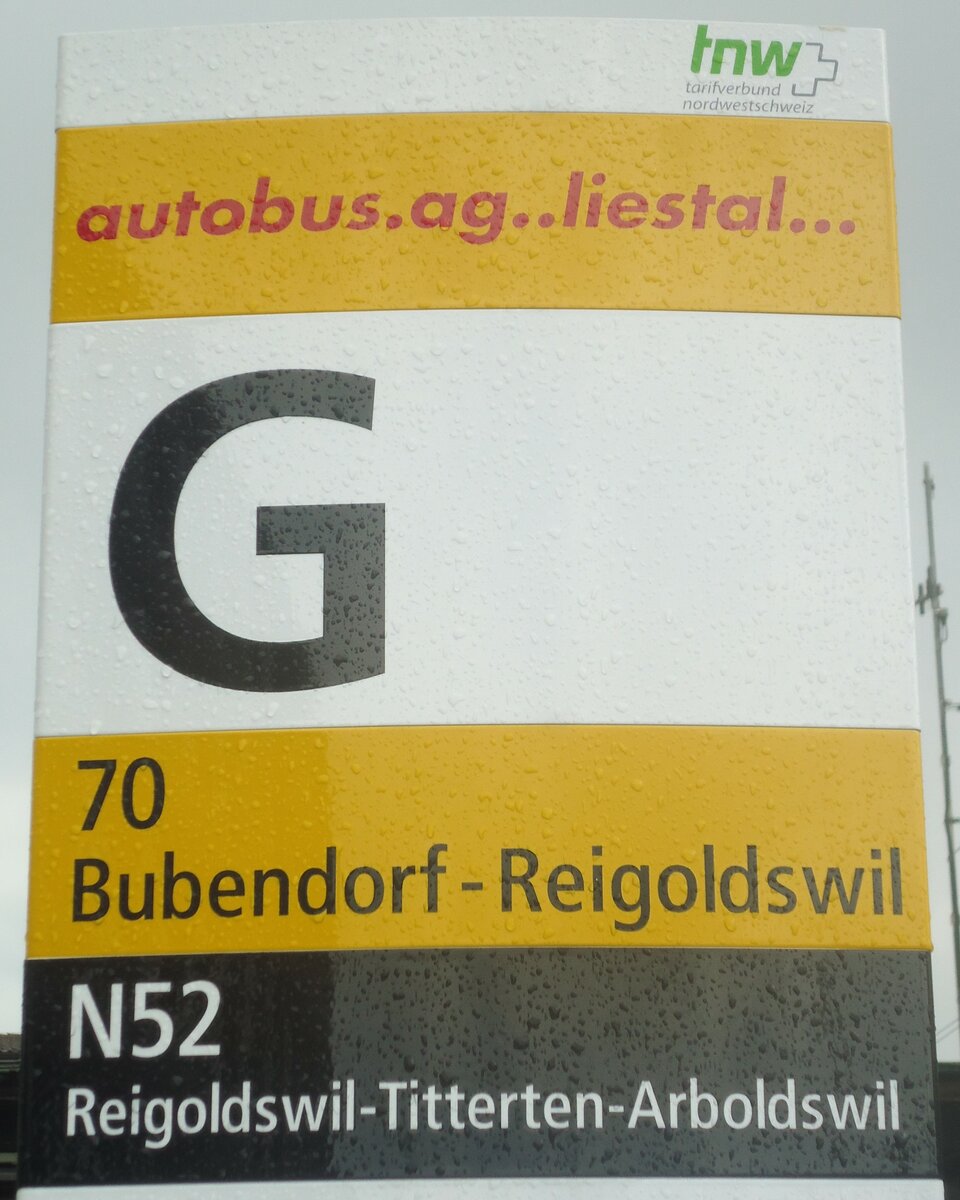 tnw
tarifverbund
nordwestschweiz
autobus.ag..liestal...
G
70
Bubendorf - Reigoldswil
N52
Reigoldswil-Titterten-Arboldswil